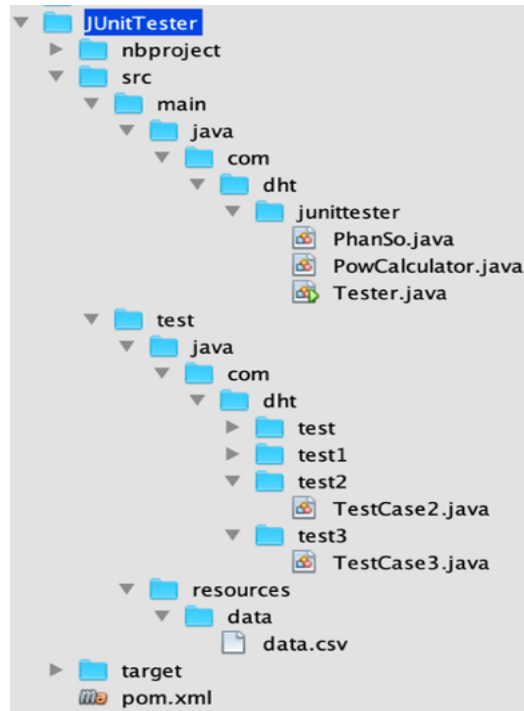 JUnitTester
nbproject
src
main
java
com
dht
junittester
PhanSo.java
PowCalculator.java
Tester.java
test
java
com
dht
test
test1
test2
TestCase2.java
test3
TestCase3.java
resources
data
data.csv
target
pom.xml